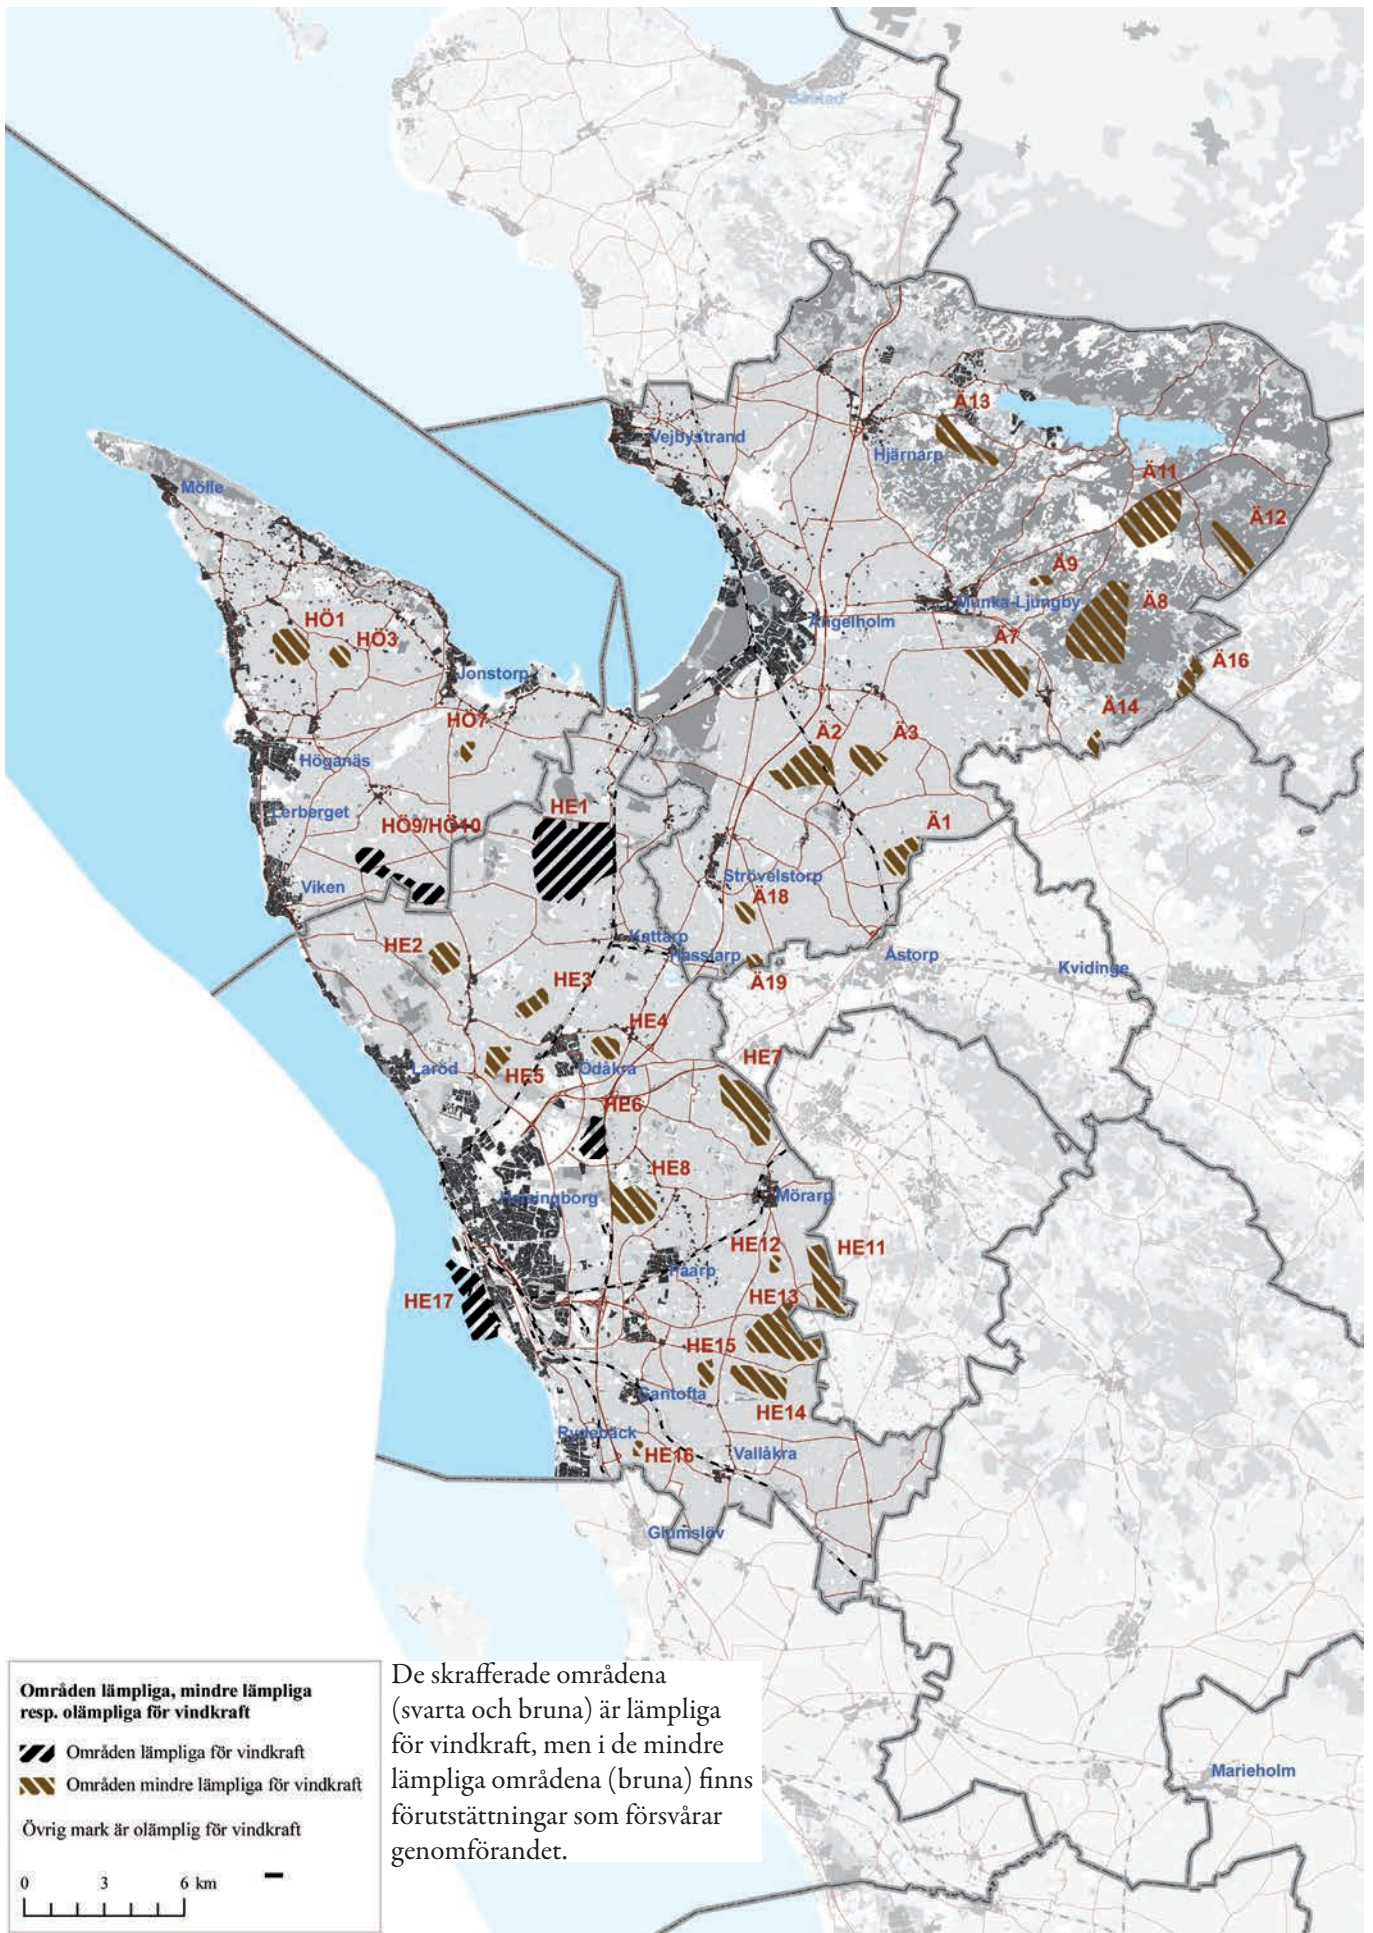 Båstad
Vejbystrand
Ä13
Hjärnarp
Mölle
Ä11
Ä12
Ä9
Munka-Ljungby
Ä8
HÖ1
HÖ3
Ängelholm
Ä7
Ä16
Jonstorp
HÖ7
Ä14
Ä2
Ä3
Höganäs
HE1
Lerberget
HÖ9/HÖ10
Ä1
Viken
Strövelstorp
Ä18
HE2
Kattarp
Hasslarp
Åstorp
Kvidinge
HE3
Ä19
HE4
HE7
Laröd
HE5
Ödåkra
HE6
HE8
Helsingborg
Mörarp
HE12
HE11
Påarp
HE17
HE13
HE15
Gantofta
HE14
Rydebäck
HE16
Vallåkra
Glumslöv
Marieholm
Områden lämpliga, mindre lämpliga
resp. olämpliga för vindkraft
Områden lämpliga för vindkraft
Områden mindre lämpliga för vindkraft
Övrig mark är olämplig för vindkraft
0 3 6 km
De skrafferade områdena
(svarta och bruna) är lämpliga
för vindkraft, men i de mindre
lämpliga områdena (bruna) finns
förutstättningar som försvårar
genomförandet.